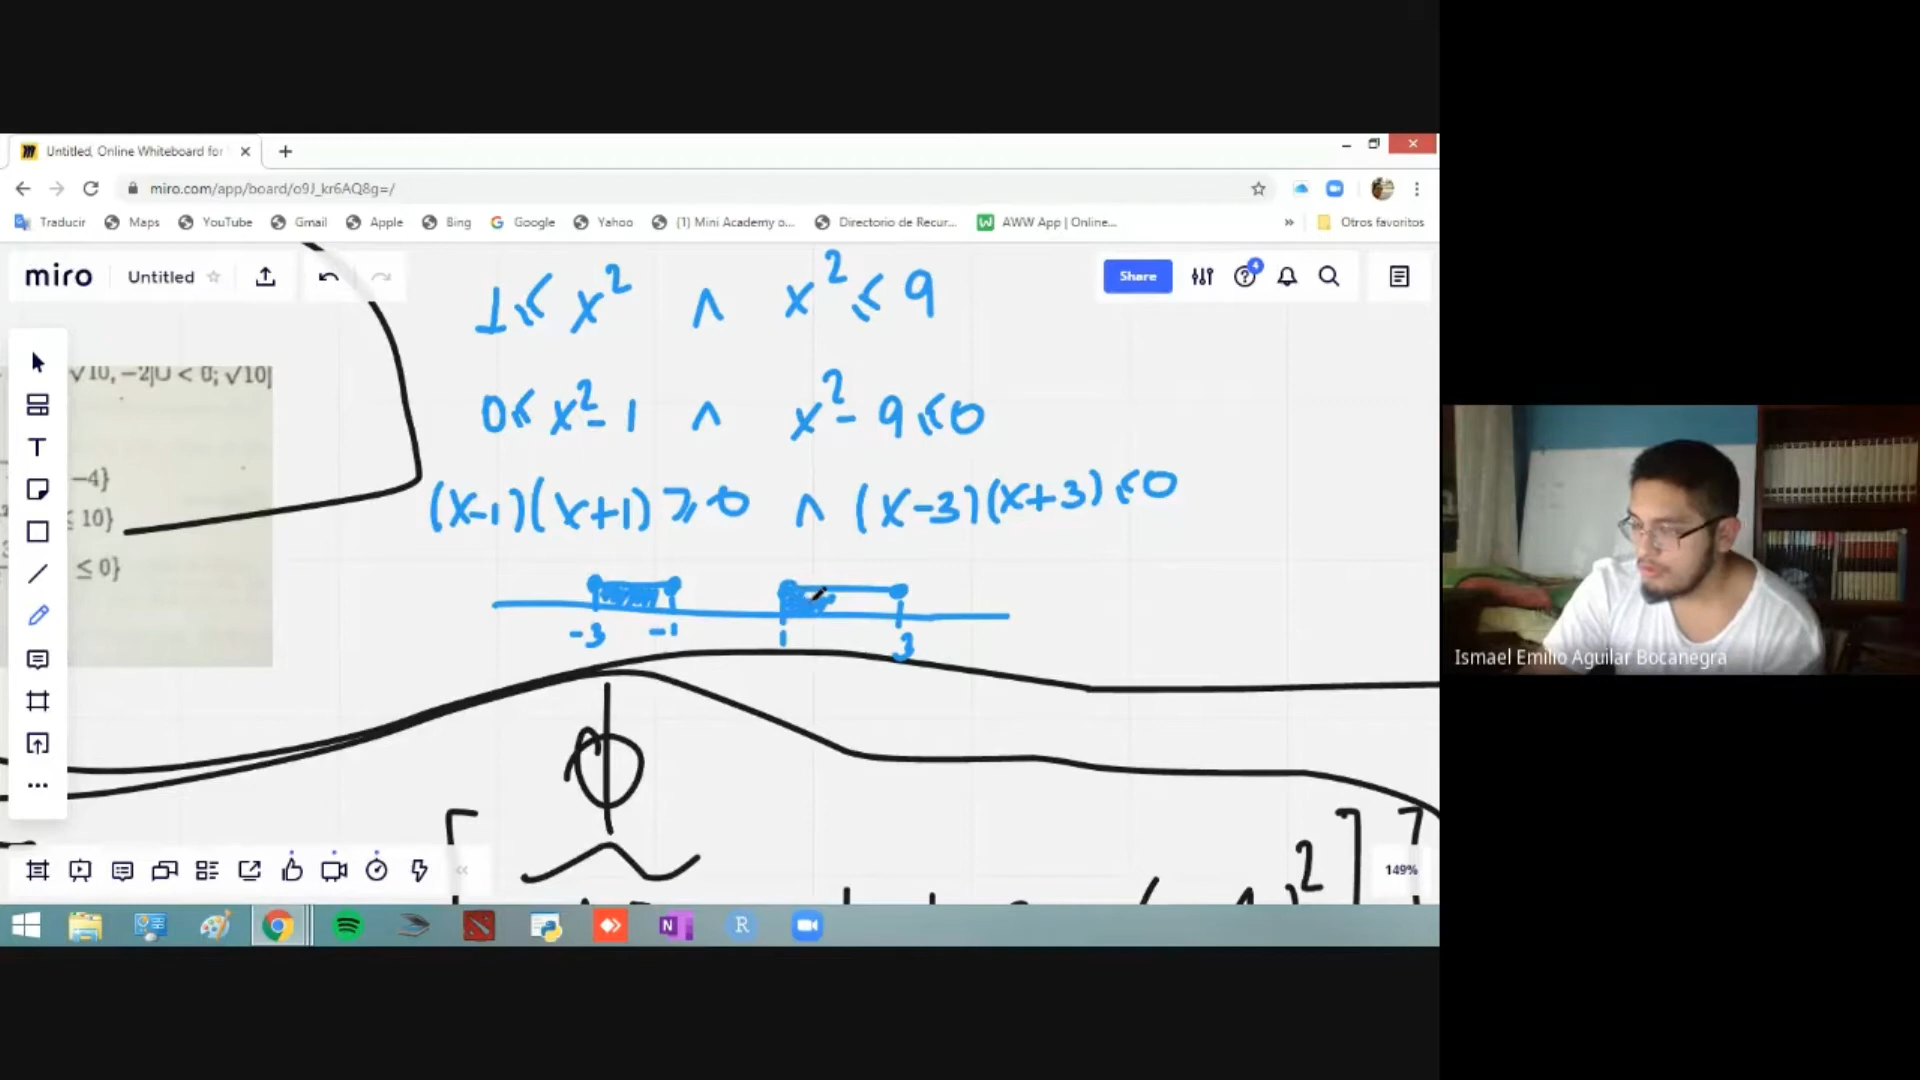 Untitled, Online Whiteboard for
miro.com/app/board/o9J_kr6AQ8g=/
Traducir Maps YouTube Gmail Apple Bing Google Yahoo (1) Mini Academy o... Directorio de Recur... AWW App | Online... » Otros favoritos
miro Untitled Share 4
1 ≤ x² ∧ x² ≤ 9
√10, −2]∪ < 0; √10]
0 ≤ x² - 1 ∧ x² - 9 ≤ 0
−4}
(x-1)(x+1) ≥ 0 ∧ (x-3)(x+3) ≤ 0
≤ 10}
≤ 0}
T
-3 -1 1 3
Ismael Emilio Aguilar Bocanegra
149%